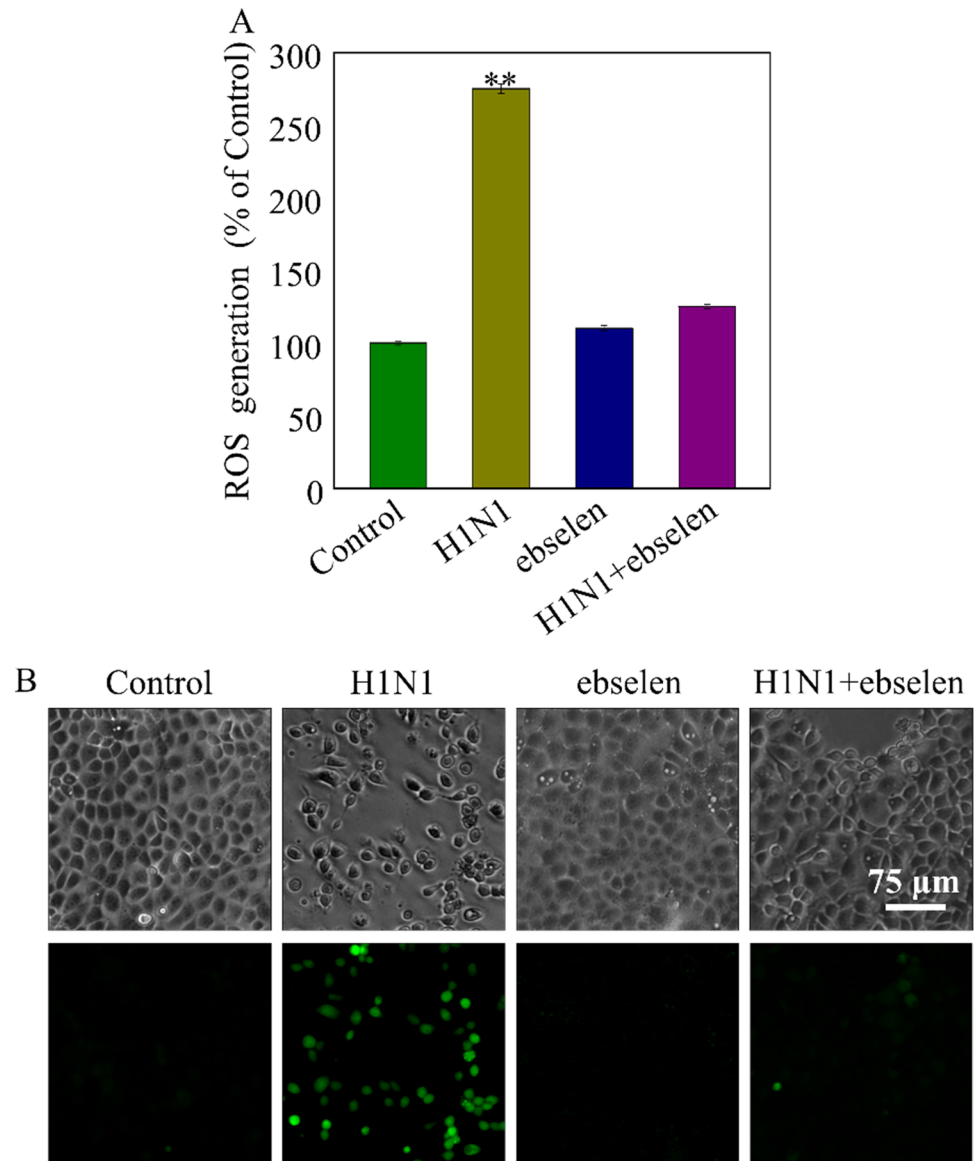 A
ROS generation (% of Control)
300
250
200
150
100
50
0
**
Control
H1N1
ebselen
H1N1+ebselen
B
Control H1N1 ebselen H1N1+ebselen
75 µm